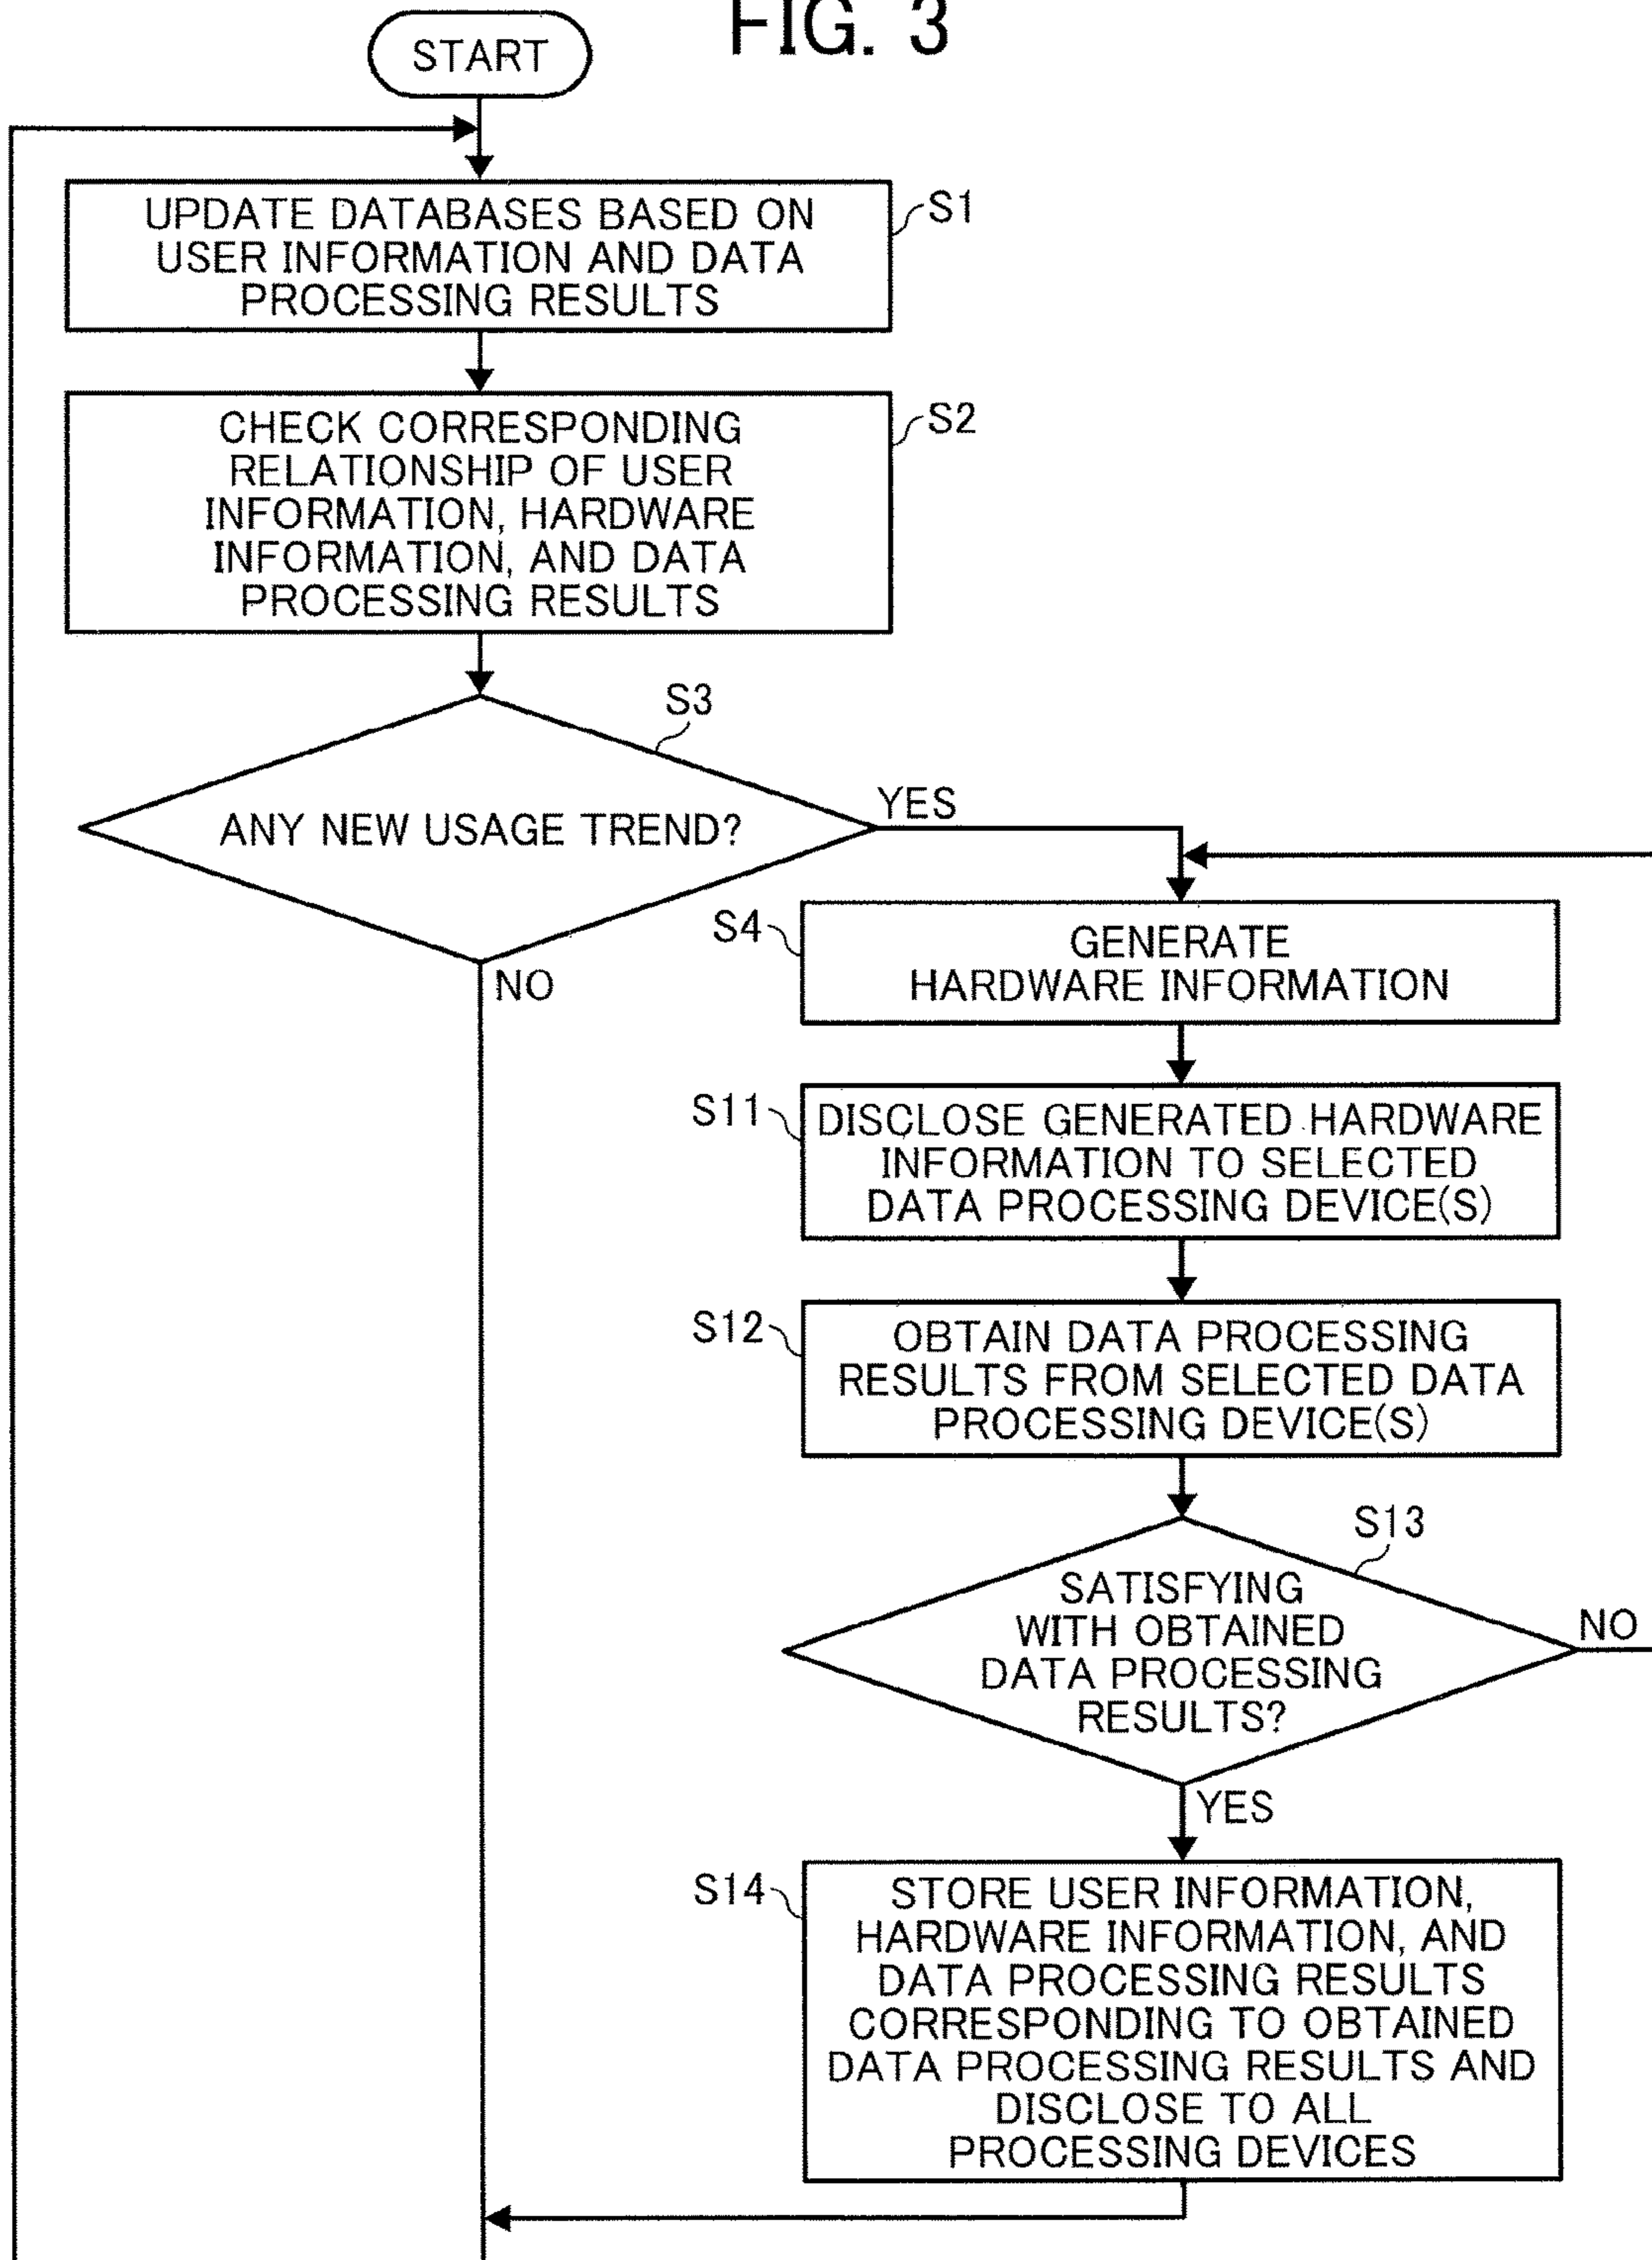 FIG. 3
START
UPDATE DATABASES BASED ON
USER INFORMATION AND DATA
PROCESSING RESULTS
S1
CHECK CORRESPONDING
RELATIONSHIP OF USER
INFORMATION, HARDWARE
INFORMATION, AND DATA
PROCESSING RESULTS
S2
S3
ANY NEW USAGE TREND?
YES
NO
S4
GENERATE
HARDWARE INFORMATION
S11
DISCLOSE GENERATED HARDWARE
INFORMATION TO SELECTED
DATA PROCESSING DEVICE(S)
S12
OBTAIN DATA PROCESSING
RESULTS FROM SELECTED DATA
PROCESSING DEVICE(S)
S13
SATISFYING
WITH OBTAINED
DATA PROCESSING
RESULTS?
NO
YES
S14
STORE USER INFORMATION,
HARDWARE INFORMATION, AND
DATA PROCESSING RESULTS
CORRESPONDING TO OBTAINED
DATA PROCESSING RESULTS AND
DISCLOSE TO ALL
PROCESSING DEVICES